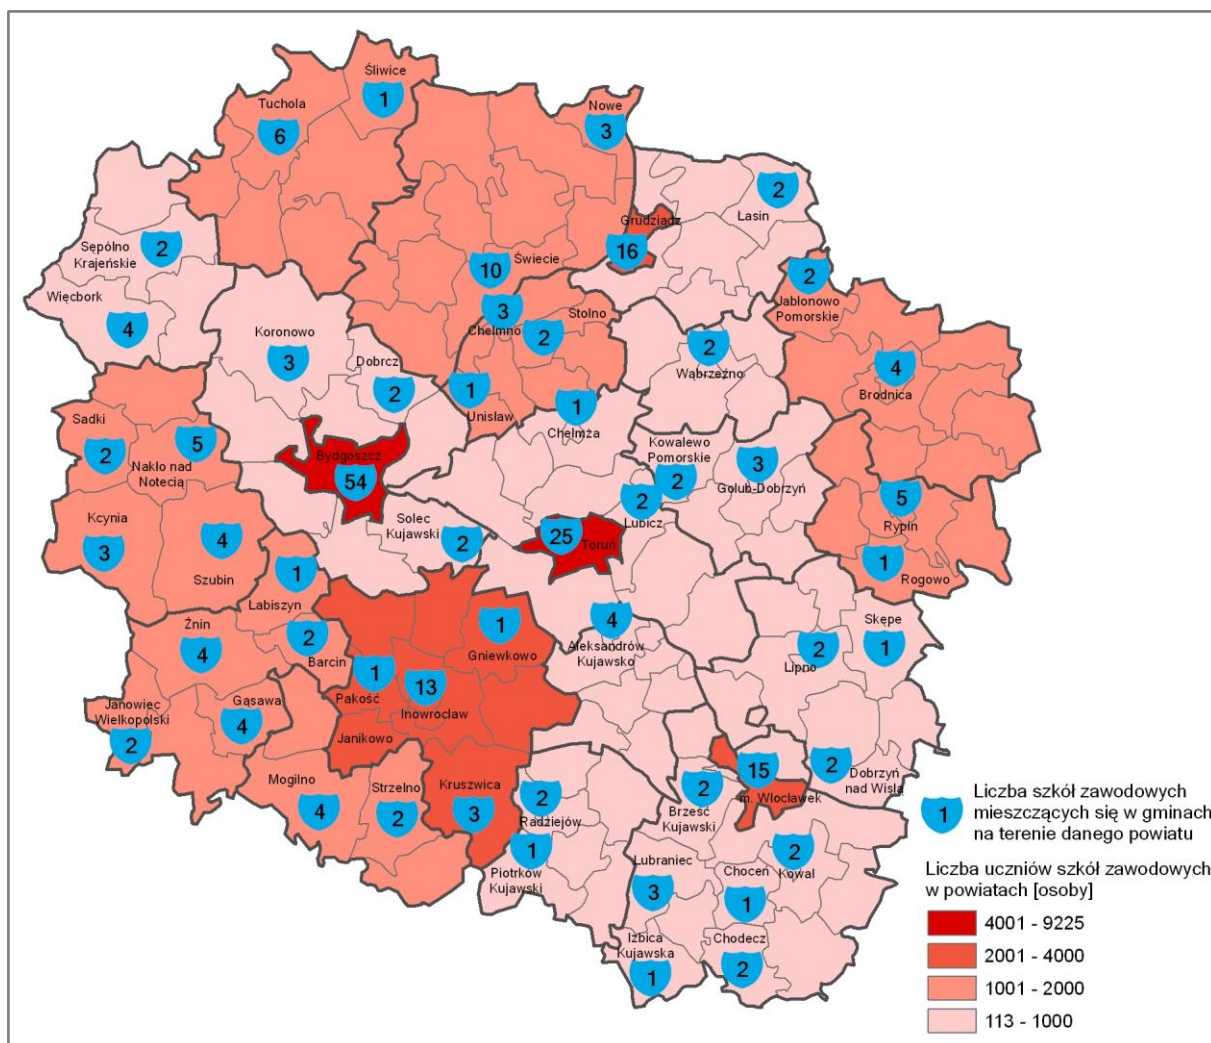 Śliwice
1
Tuchola
6
Nowe
3
2
Lasin
Grudziadz
16
Sępólno
Krajeńskie
2
Świecie
10
2
Jablonowo
Pomorskie
Więcbork
4
3
Chełmno
Stolno
2
Koronowo
3
Dobrcz
2
2
Wąbrzeźno
4
Brodnica
1
Unisław
1
Chełmża
Sadki
2
5
Nakło nad
Notecią
Bydgoszcz
54
Kowalewo
Pomorskie
2
3
Golub-Dobrzyń
2
Lubicz
5
Rypin
Kcynia
3
4
Szubin
Solec
Kujawski
2
25
Toruń
1
Rogowo
1
Łabiszyn
Żnin
4
2
Barcin
1
Gniewkowo
4
Aleksandrów
Kujawsko
2
Lipno
Skępe
1
1
Pakość
13
Inowrocław
Janowiec
Wielkopolski
2
Gąsawa
4
Janikowo
Mogilno
4
Strzelno
2
Kruszwica
3
2
Radziejów
1
Piotrków
Kujawski
2
Brześć
Kujawski
15
m. Włocławek
2
Dobrzyń
nad Wisłą
Lubraniec
3
Choceń
1
2
Kowal
Izbica
Kujawska
1
Chodecz
2
1
Liczba szkół zawodowych
mieszczących się w gminach
na terenie danego powiatu
Liczba uczniów szkół zawodowych
w powiatach [osoby]
4001 - 9225
2001 - 4000
1001 - 2000
113 - 1000